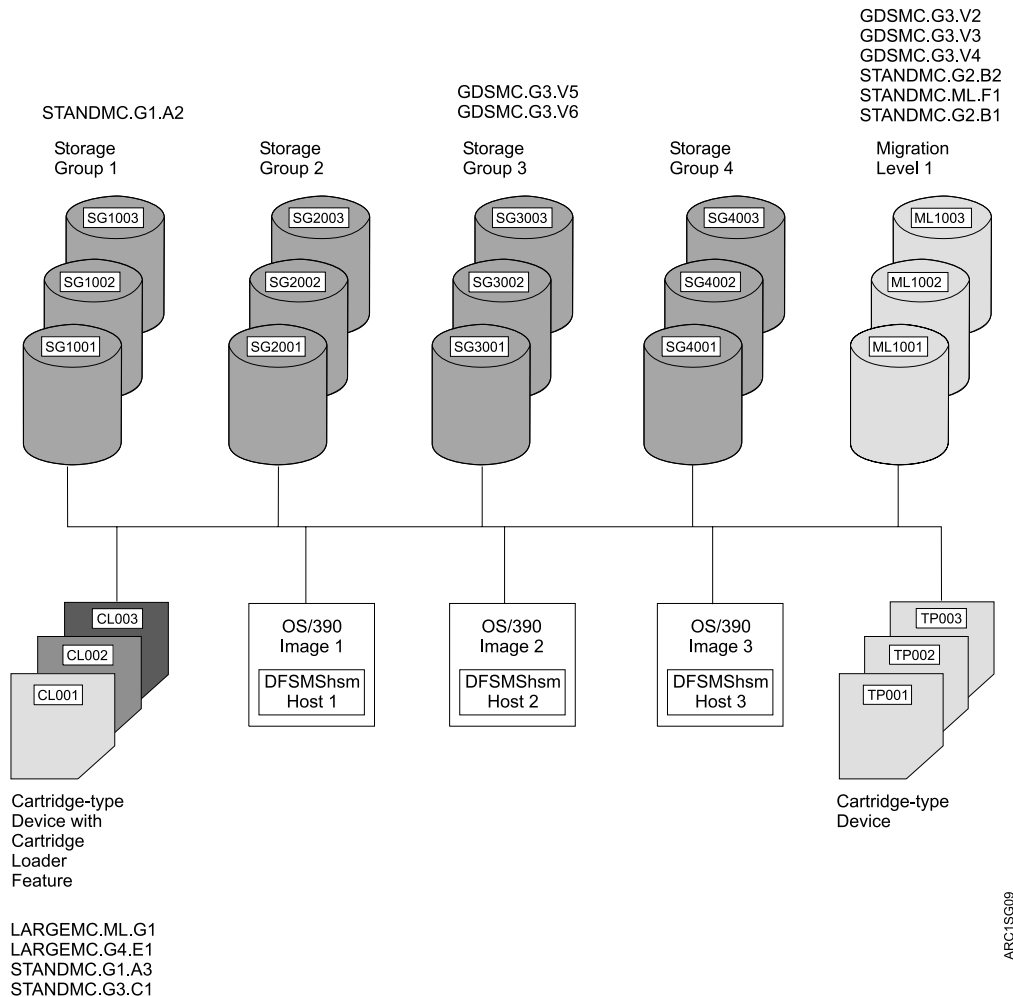 GDSMC.G3.V2
GDSMC.G3.V3
GDSMC.G3.V4
STANDMC.G2.B2
STANDMC.ML.F1
STANDMC.G2.B1
GDSMC.G3.V5
GDSMC.G3.V6
STANDMC.G1.A2
Storage
Group 1
Storage
Group 2
Storage
Group 3
Storage
Group 4
Migration
Level 1
SG1003
SG1002
SG1001
SG2003
SG2002
SG2001
SG3003
SG3002
SG3001
SG4003
SG4002
SG4001
ML1003
ML1002
ML1001
CL003
CL002
CL001
OS/390
Image 1
DFSMShsm
Host 1
OS/390
Image 2
DFSMShsm
Host 2
OS/390
Image 3
DFSMShsm
Host 3
TP003
TP002
TP001
Cartridge-type
Device with
Cartridge
Loader
Feature
Cartridge-type
Device
LARGEMC.ML.G1
LARGEMC.G4.E1
STANDMC.G1.A3
STANDMC.G3.C1
ARC1SG09